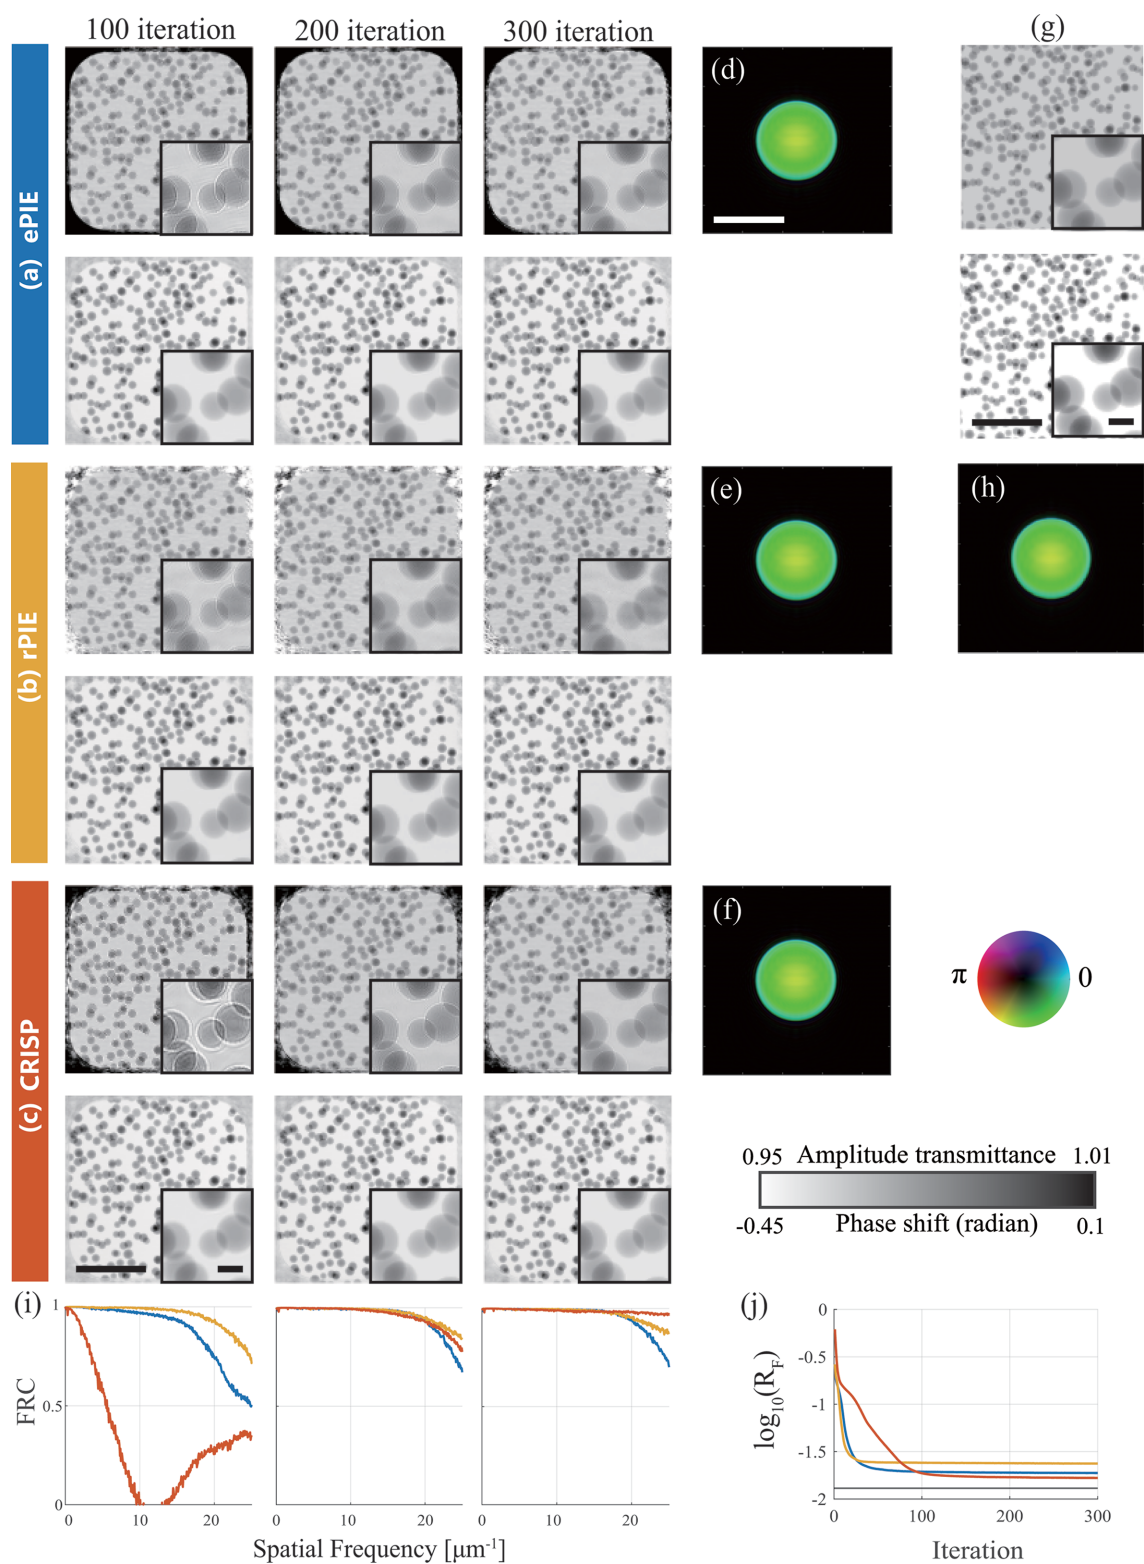 100 iteration
200 iteration
300 iteration
(g)
(a) ePIE
(d)
(b) rPIE
(e)
(h)
(c) CRISP
(f)
π
0
0.95 Amplitude transmittance 1.01
-0.45 Phase shift (radian) 0.1
(i)
1
0.5
0
FRC
0 10 20
0 10 20
0 10 20
Spatial Frequency [μm⁻¹]
(j)
0
-0.5
-1
-1.5
-2
log₁₀(R_F)
0 100 200 300
Iteration